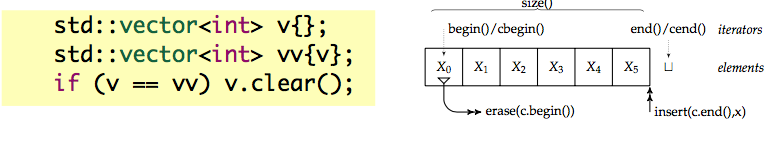 std::vector<int> v{};
std::vector<int> vv{v};
if (v == vv) v.clear();
size()
begin()/cbegin() end()/cend() iterators
X0 X1 X2 X3 X4 X5 ⊔ elements
erase(c.begin()) insert(c.end(),x)